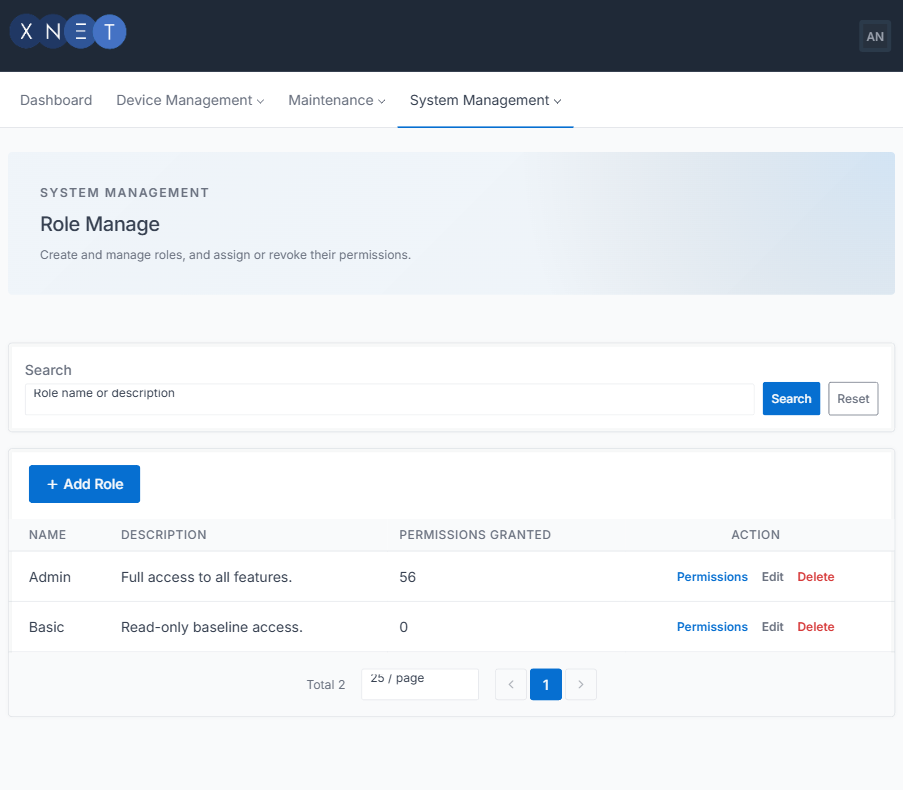 XNET
AN
Dashboard Device Management Maintenance System Management
SYSTEM MANAGEMENT
Role Manage
Create and manage roles, and assign or revoke their permissions.
Search
Role name or description
Search Reset
+ Add Role
NAME DESCRIPTION PERMISSIONS GRANTED ACTION
Admin Full access to all features. 56 Permissions Edit Delete
Basic Read-only baseline access. 0 Permissions Edit Delete
Total 2 25 / page < 1 >